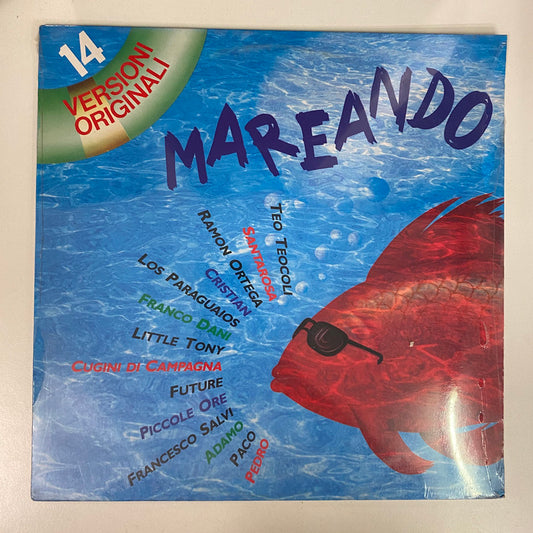 14
VERSIONI
ORIGINALI
MAREANDO
TEO TEOCOLI
SANTAROSA
RAMON ORTEGA
CRISTIAN
LOS PARAGUAIOS
FRANCO DANI
LITTLE TONY
CUGINI DI CAMPAGNA
FUTURE
PICCOLE ORE
FRANCESCO SALVI
ADAMO
PACO
PEDRO